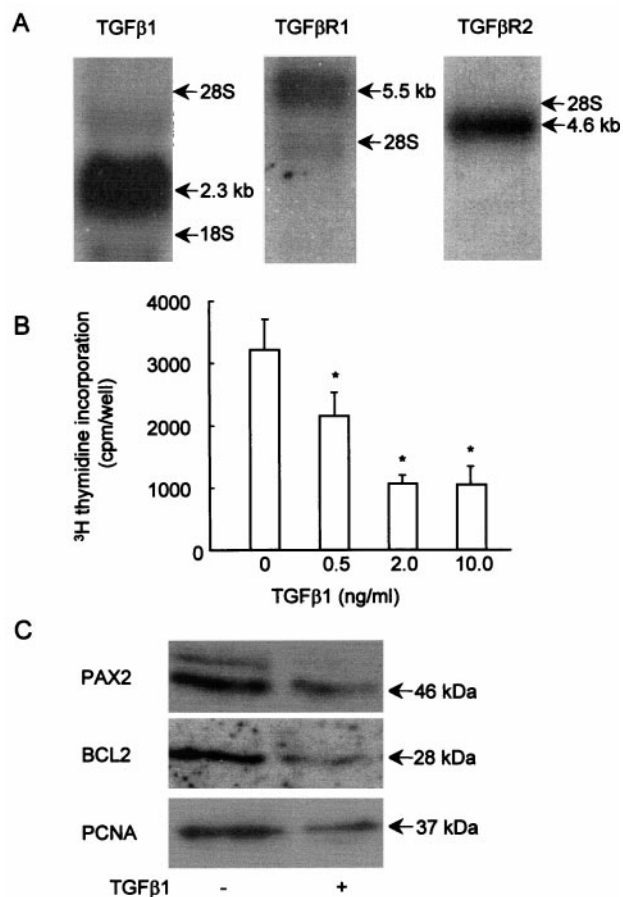 A
TGFβ1 TGFβR1 TGFβR2
28S
2.3 kb
18S
5.5 kb
28S
28S
4.6 kb
B
³H thymidine incorporation
(cpm/well)
4000
3000
2000
1000
0
* * *
0 0.5 2.0 10.0
TGFβ1 (ng/ml)
C
PAX2 46 kDa
BCL2 28 kDa
PCNA 37 kDa
TGFβ1 - +